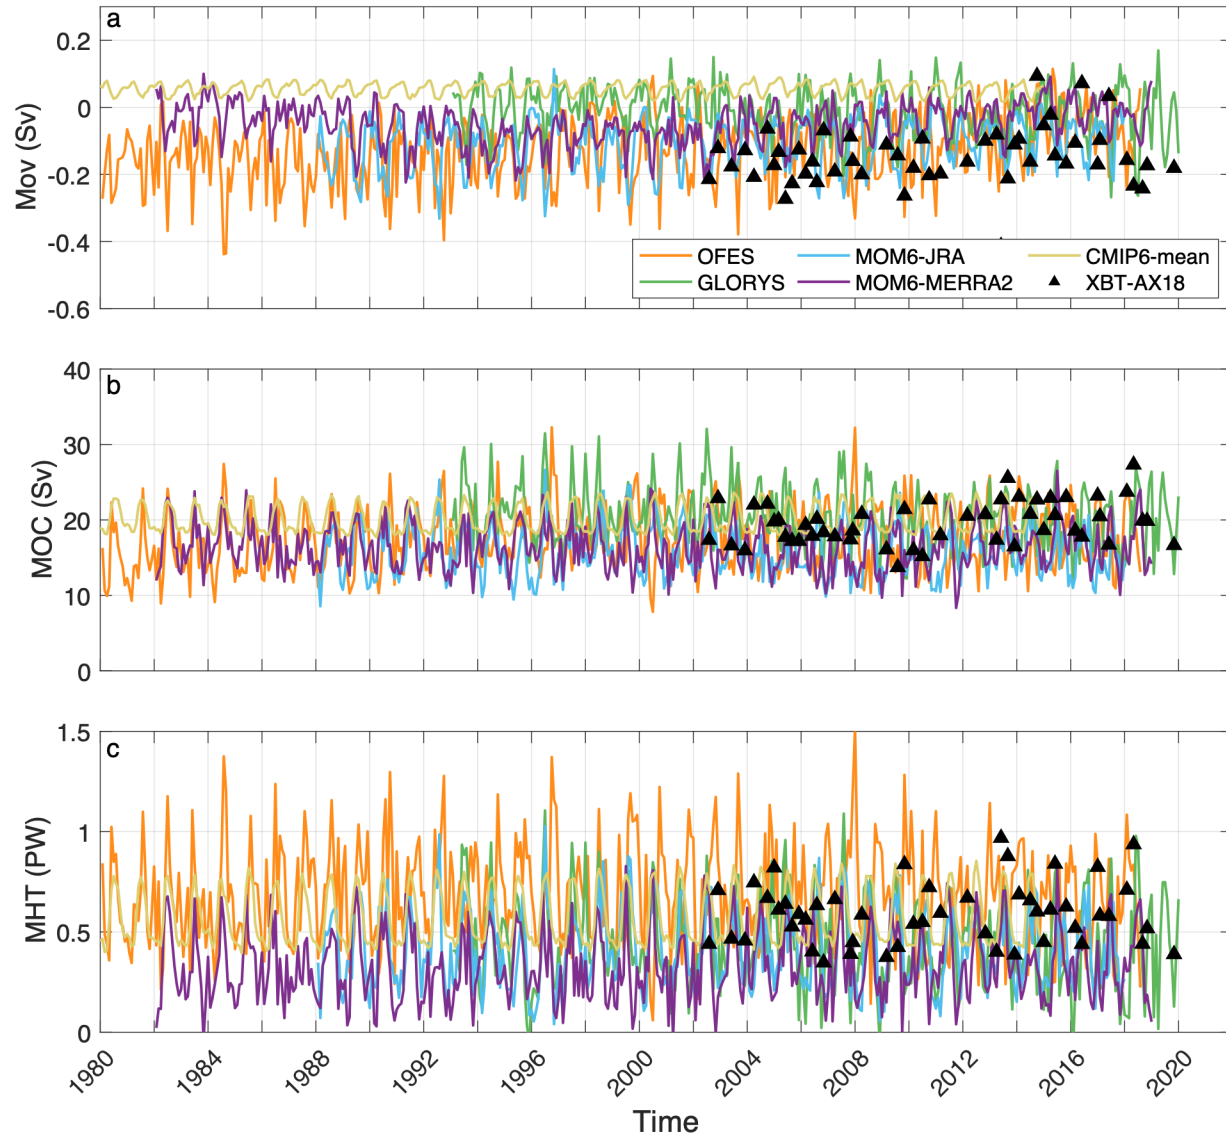 a
0.2
0
-0.2
-0.4
-0.6
Mov (Sv)
OFES
MOM6-JRA
CMIP6-mean
GLORYS
MOM6-MERRA2
XBT-AX18
b
40
30
20
10
0
MOC (Sv)
c
1.5
1
0.5
0
MHT (PW)
1980
1984
1988
1992
1996
2000
2004
2008
2012
2016
2020
Time